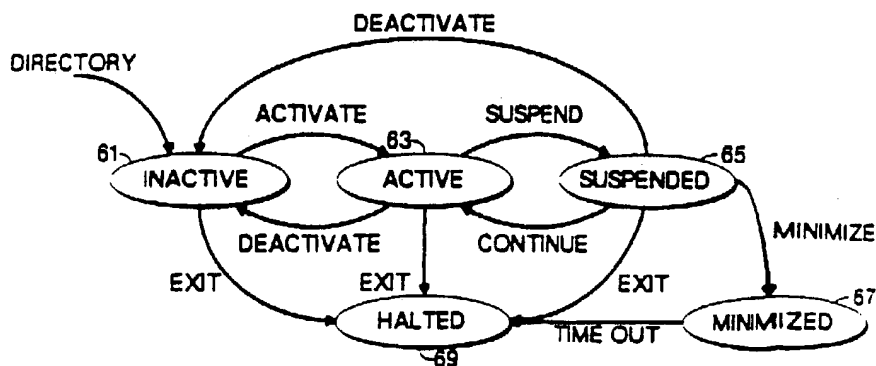 DEACTIVATE
DIRECTORY
ACTIVATE
SUSPEND
61
63
65
INACTIVE
ACTIVE
SUSPENDED
DEACTIVATE
CONTINUE
MINIMIZE
EXIT
EXIT
EXIT
67
HALTED
TIME OUT
MINIMIZED
69